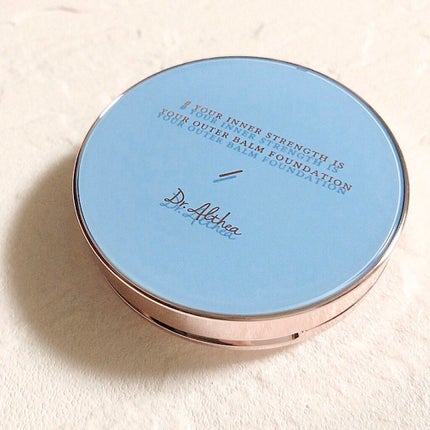 YOUR INNER STRENGTH IS
YOUR OUTER BALM FOUNDATION
Dr. Althea